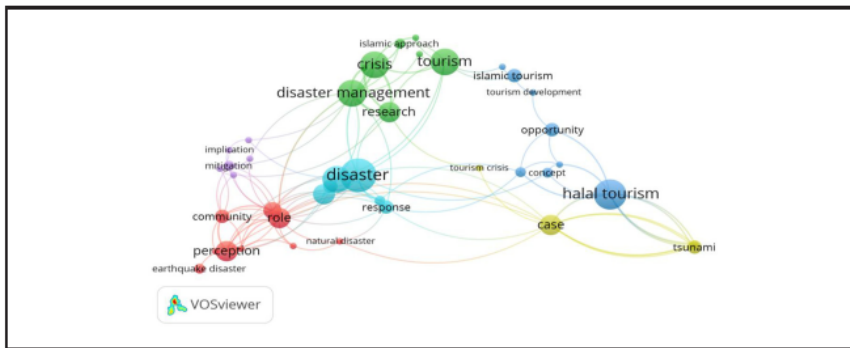 islamic approach
crisis
tourism
islamic tourism
disaster management
tourism development
research
opportunity
implication
mitigation
tourism crisis
concept
disaster
halal tourism
response
community
role
case
natural disaster
perception
tsunami
earthquake disaster
VOSviewer